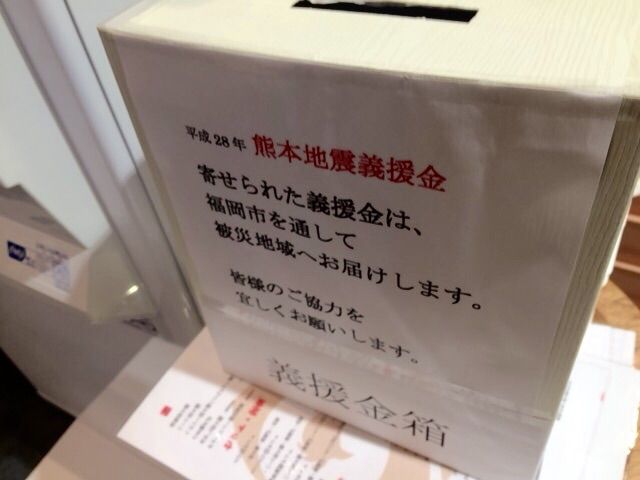 平成28年 熊本地震義援金
寄せられた義援金は、
福岡市を通して
被災地域へお届けします。
皆様のご協力を
宜しくお願いします。
義援金箱